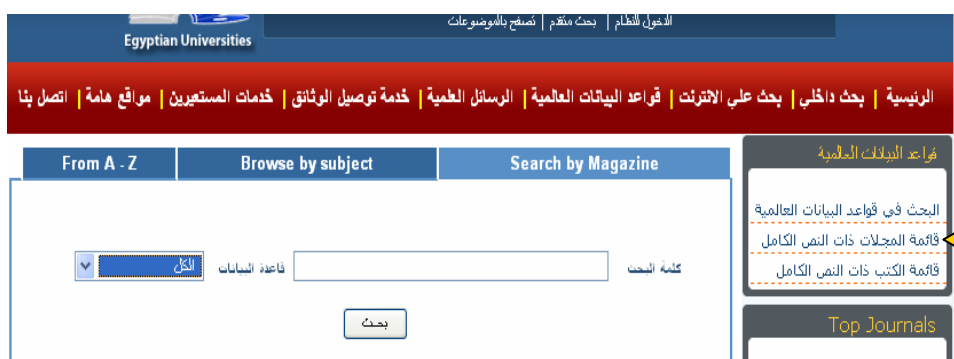 الدخول للنظام | بحث متقدم | تصفح بالموضوعات
Egyptian Universities
الرئيسية | بحث داخلي | بحث علي الانترنت | قواعد البيانات العالمية | الرسائل العلمية | خدمة توصيل الوثائق | خدمات المستعيرين | مواقع هامة | اتصل بنا
From A - Z
Browse by subject
Search by Magazine
كلمة البحث
قاعدة البيانات
الكل
بحث
قواعد البيانات العالمية
البحث في قواعد البيانات العالمية
قائمة المجلات ذات النص الكامل
قائمة الكتب ذات النص الكامل
Top Journals